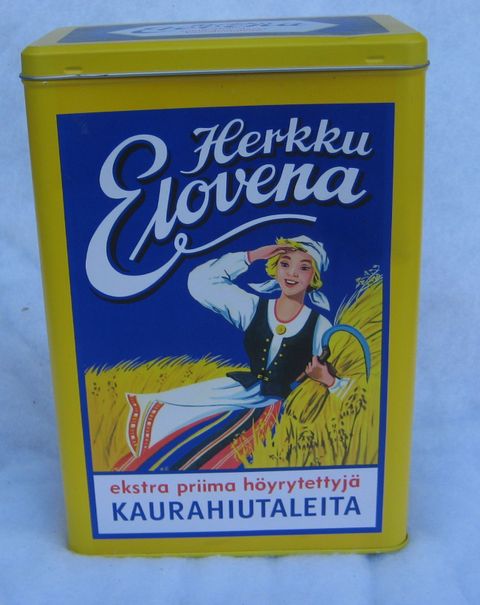 Herkku
Elovena
ekstra priima höyrytettyjä
KAURAHIUTALEITA